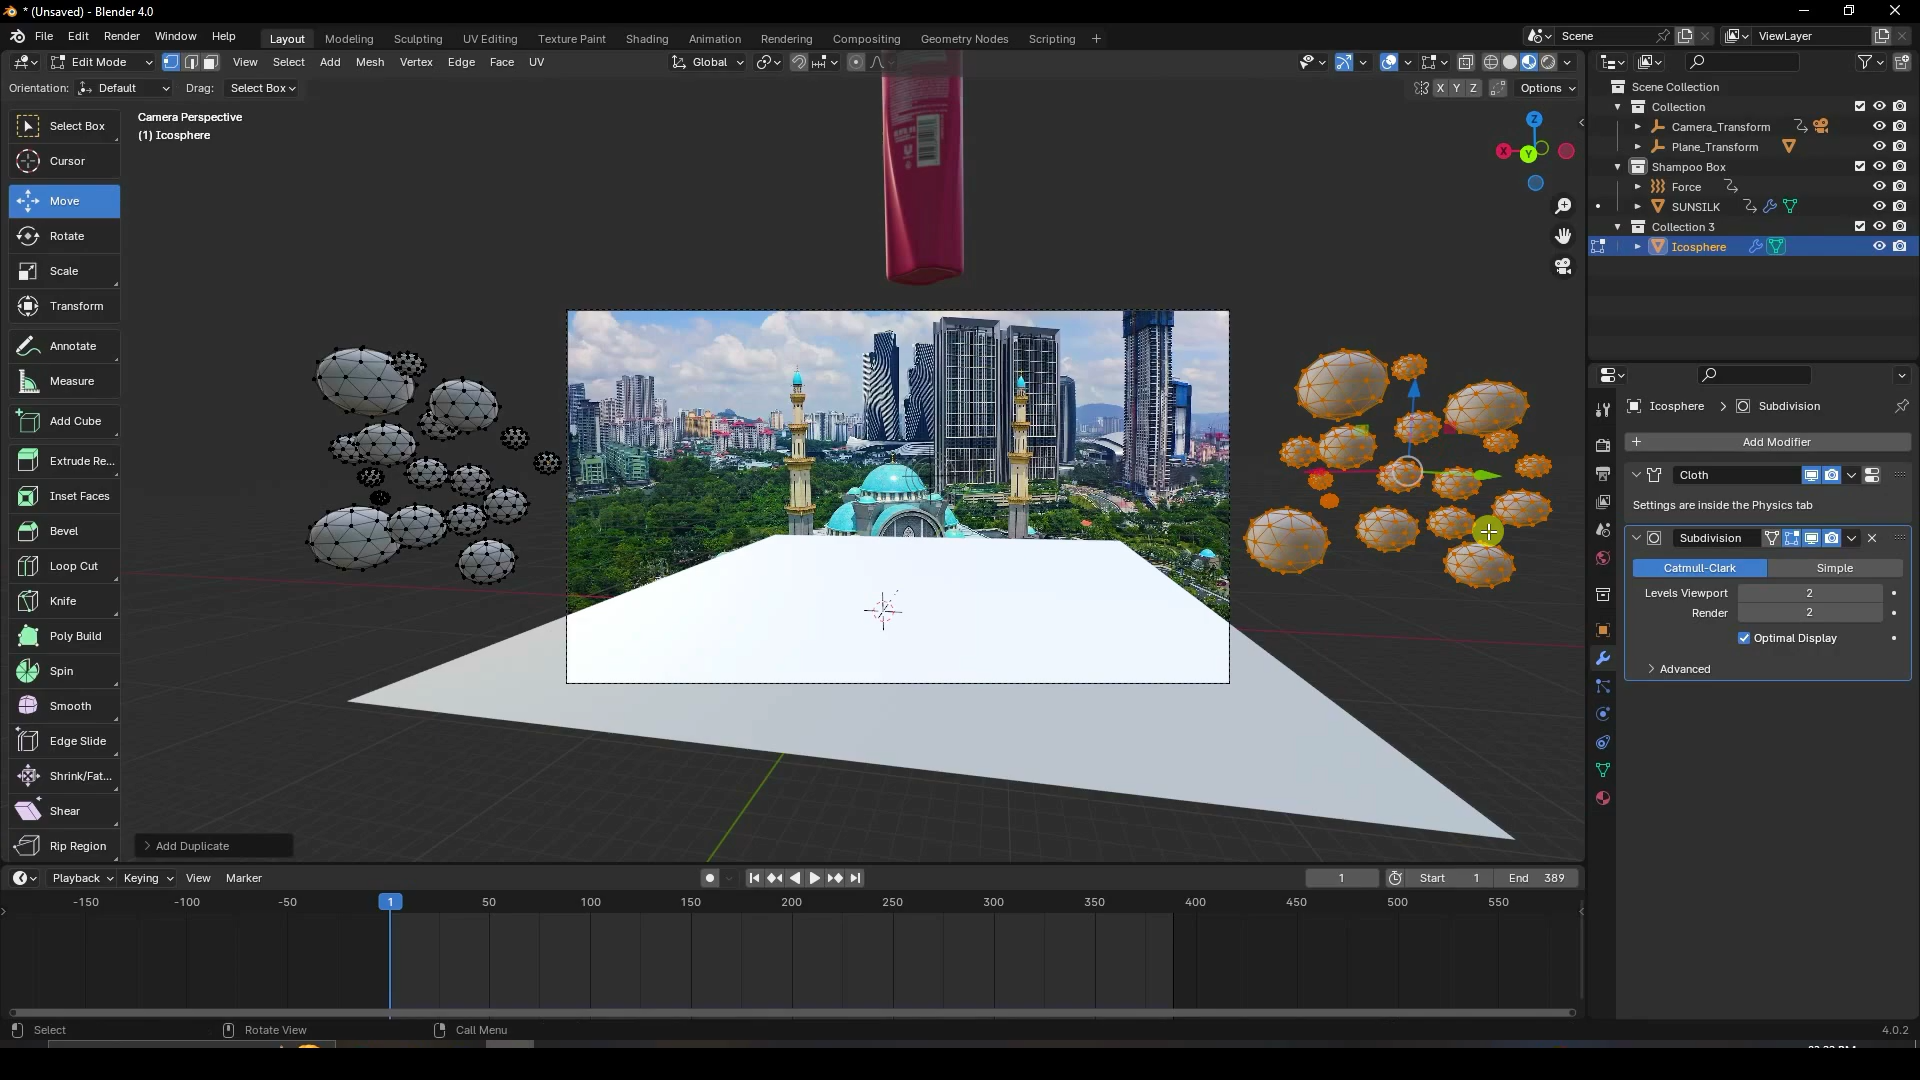 * (Unsaved) - Blender 4.0
File Edit Render Window Help Layout Modeling Sculpting UV Editing Texture Paint Shading Animation Rendering Compositing Geometry Nodes Scripting + Scene ViewLayer
Edit Mode View Select Add Mesh Vertex Edge Face UV Global
Orientation: Default Drag: Select Box X Y Z Options
Camera Perspective
(1) Icosphere
Z
X
Y
Select Box
Cursor
Move
Rotate
Scale
Transform
Annotate
Measure
Add Cube
Extrude Re...
Inset Faces
Bevel
Loop Cut
Knife
Poly Build
Spin
Smooth
Edge Slide
Shrink/Fat...
Shear
Rip Region
Add Duplicate
Scene Collection
Collection
Camera_Transform
Plane_Transform
Shampoo Box
Force
SUNSILK
Collection 3
Icosphere
Icosphere > Subdivision
+ Add Modifier
Cloth
Settings are inside the Physics tab
Subdivision
Catmull-Clark Simple
Levels Viewport 2
Render 2
Optimal Display
Advanced
Playback Keying View Marker 1 Start 1 End 389
-150 -100 -50 1 50 100 150 200 250 300 350 400 450 500 550
Select Rotate View Call Menu 4.0.2